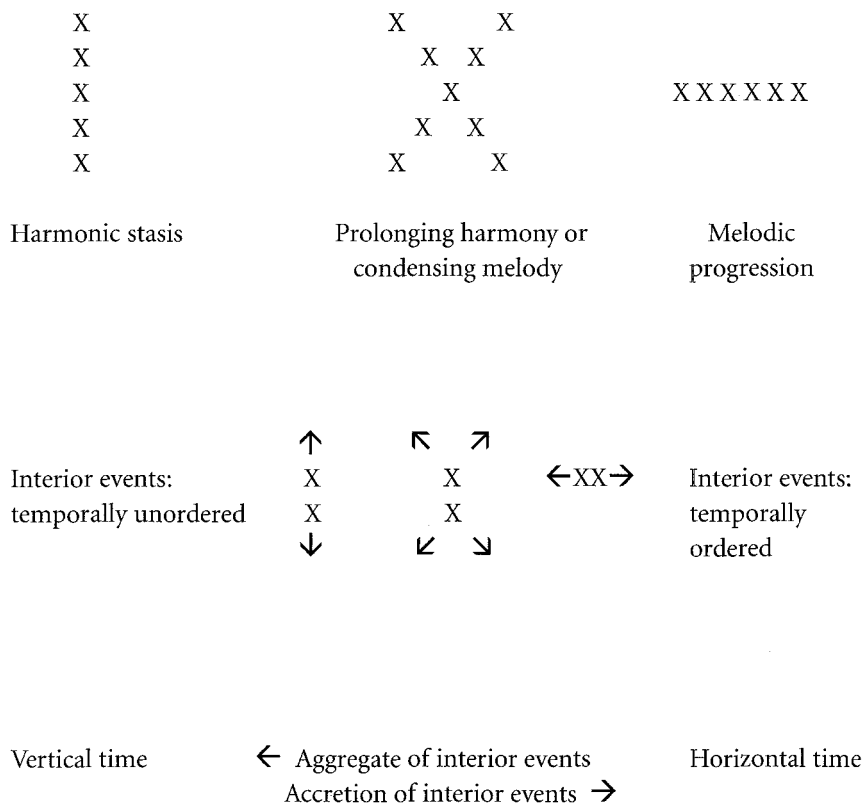 X X X
X X X
X X XXXXXX
X X X
X X X
Harmonic stasis Prolonging harmony or Melodic
condensing melody progression
↑ ↖ ↗
Interior events: X X ←XX→ Interior events:
temporally unordered X X temporally
↓ ↙ ↘ ordered
Vertical time ← Aggregate of interior events Horizontal time
Accretion of interior events →